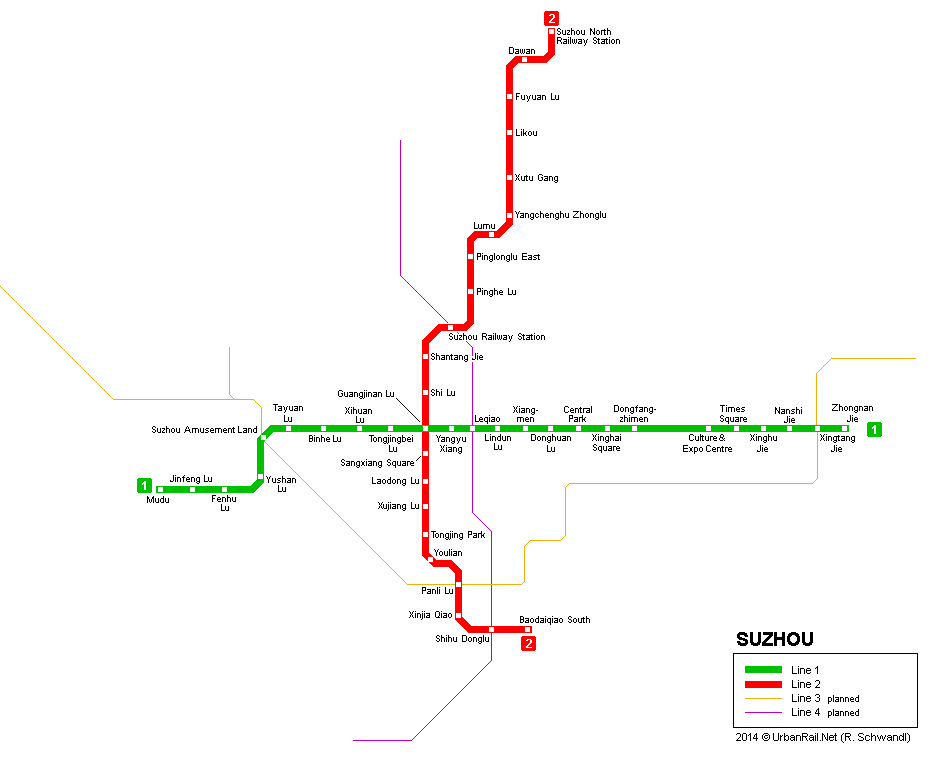 2
Suzhou North
Railway Station
Dawan
Fuyuan Lu
Likou
Xutu Gang
Yangchenghu Zhonglu
Lumu
Pinglonglu East
Pinghe Lu
Suzhou Railway Station
Shantang Jie
Guangjinan Lu
Shi Lu
Suzhou Amusement Land
Tayuan
Lu
Binhe Lu
Xihuan
Lu
Tongjingbei
Lu
Yangyu
Xiang
Leqiao
Lindun
Lu
Xiang-
men
Donghuan
Lu
Central
Park
Xinghai
Square
Dongfang-
zhimen
Culture &
Expo Centre
Times
Square
Xinghu
Jie
Nanshi
Jie
Xingtang
Jie
Zhongnan
Jie
1
Sangxiang Square
1
Mudu
Jinfeng Lu
Fenhu
Lu
Yushan
Lu
Laodong Lu
Xujiang Lu
Tongjing Park
Youlian
Panli Lu
Xinjia Qiao
Shihu Donglu
Baodaiqiao South
2
SUZHOU
Line 1
Line 2
Line 3 planned
Line 4 planned
2014 © UrbanRail.Net (R. Schwandl)